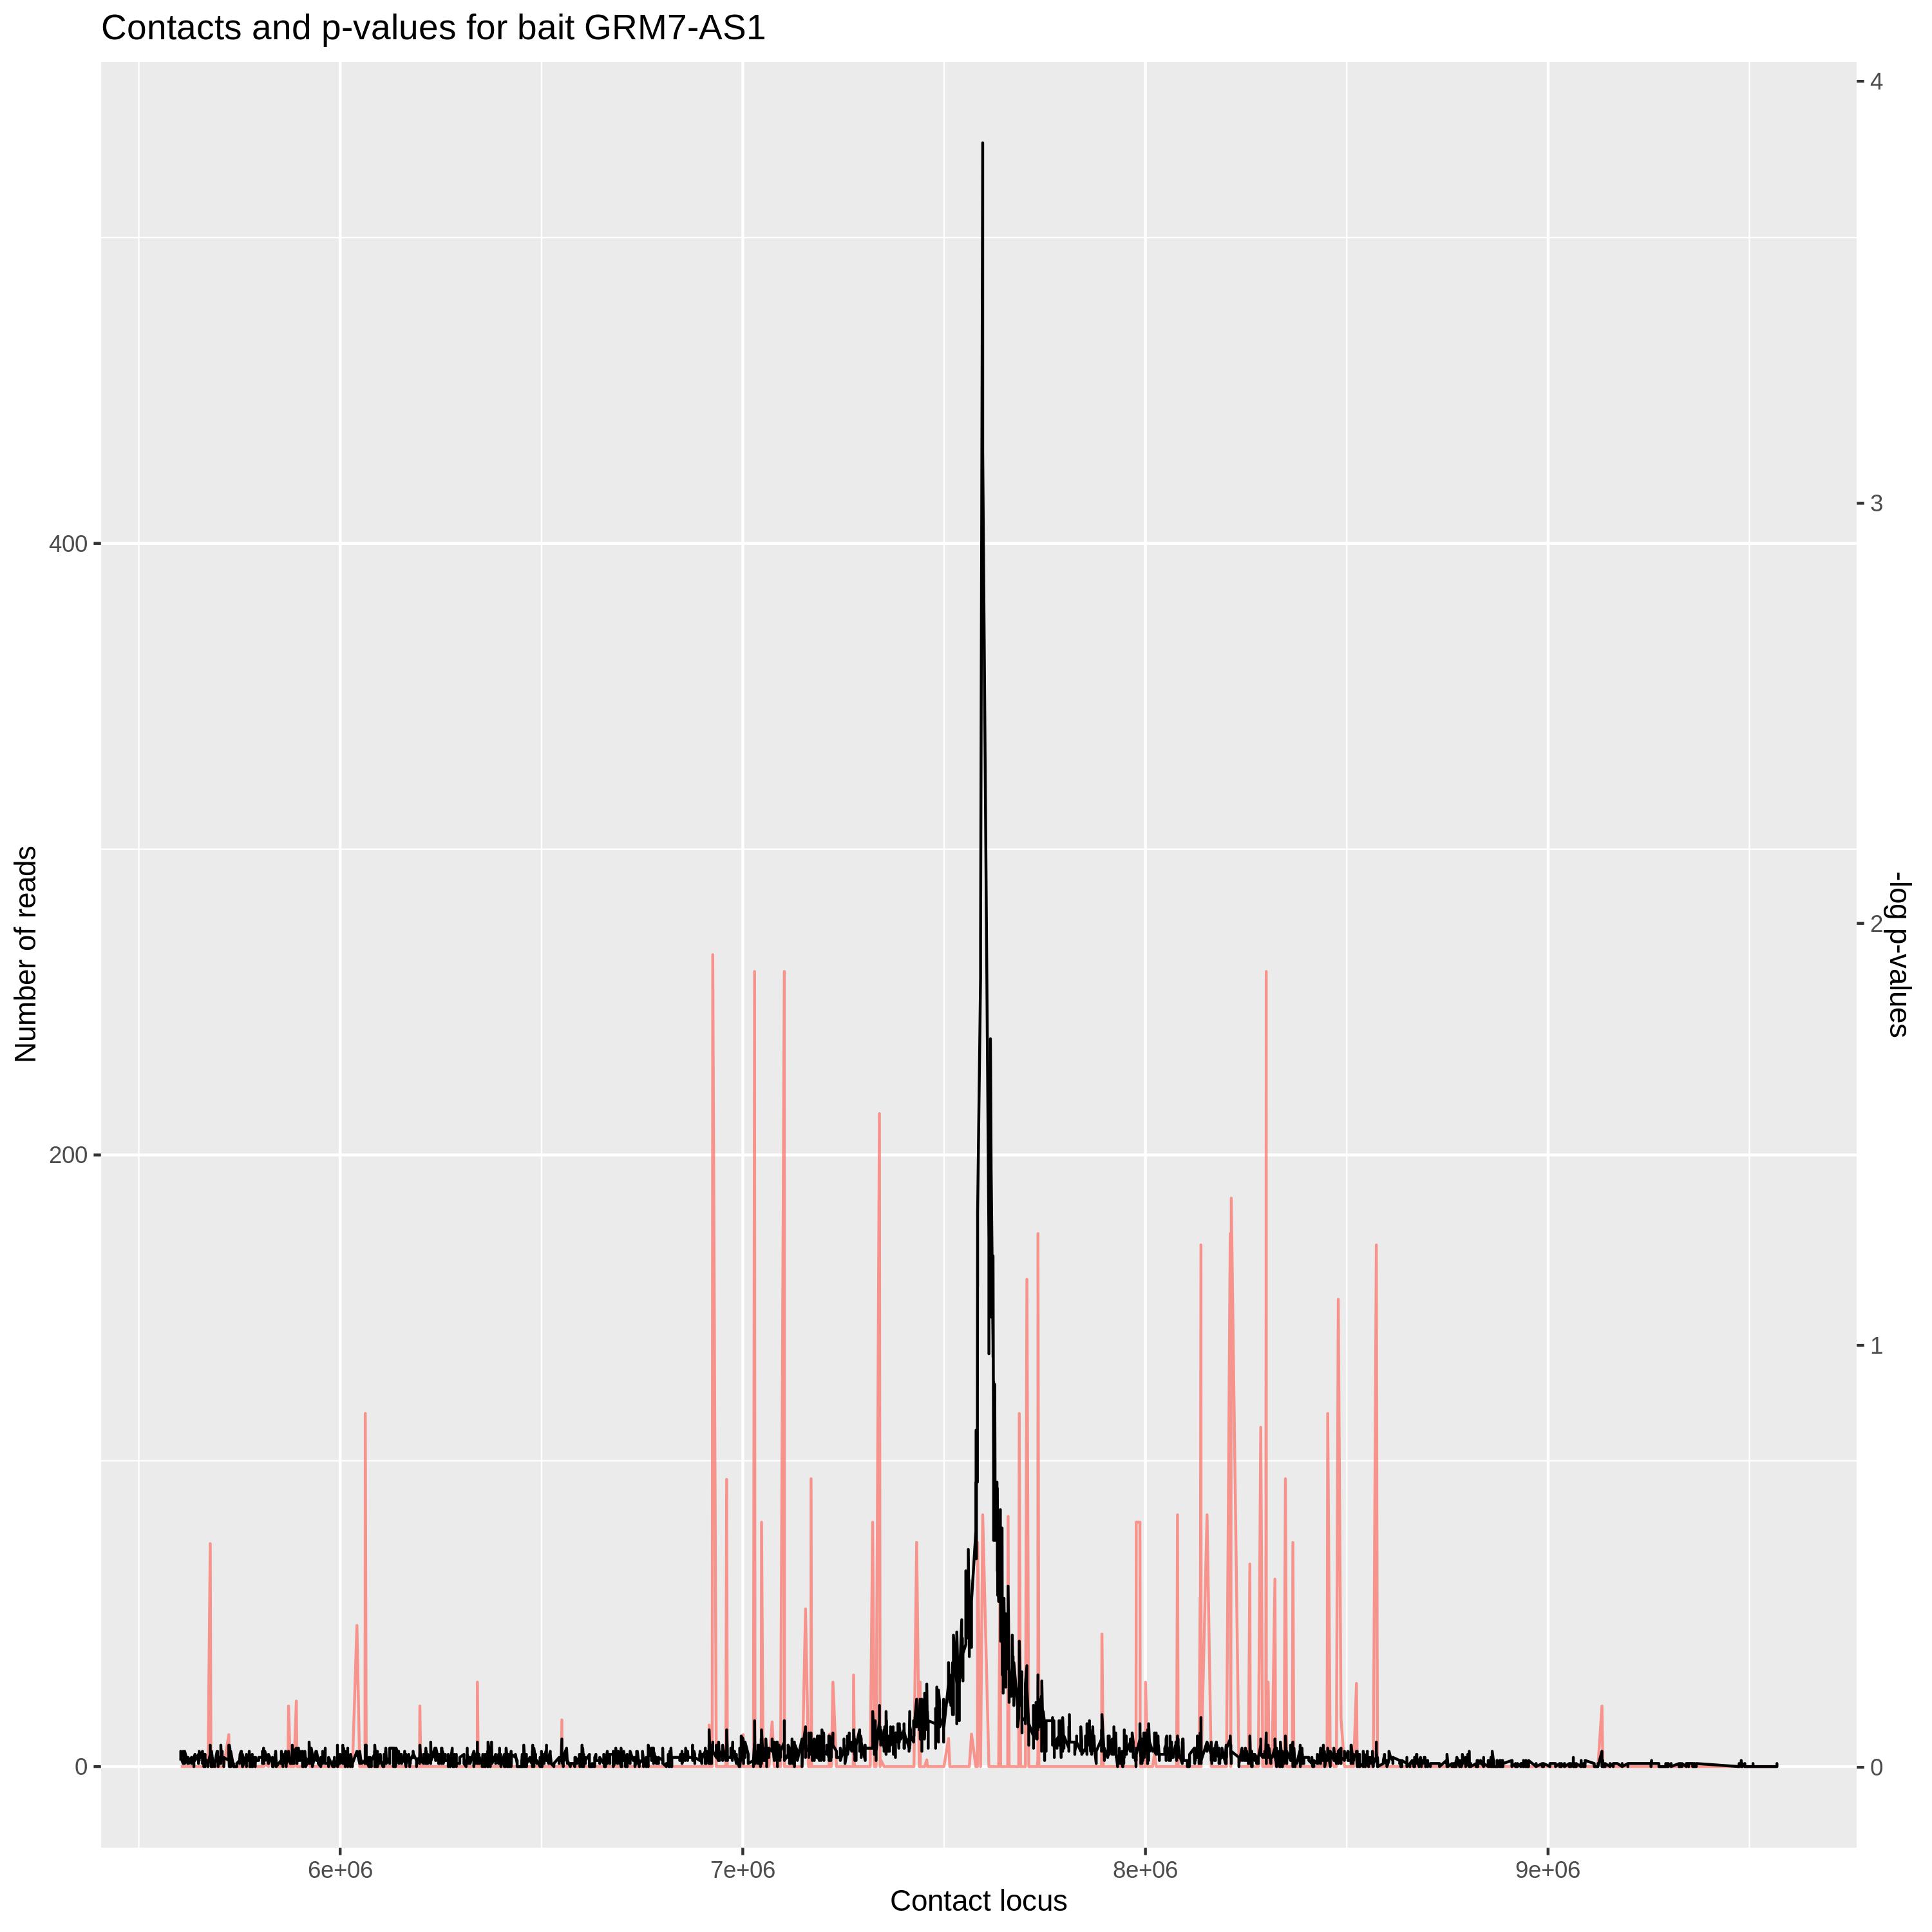 Contacts and p-values for bait GRM7-AS1
4
3
400
2
-log p-values
Number of reads
200
1
0
0
6e+06
7e+06
8e+06
9e+06
Contact locus